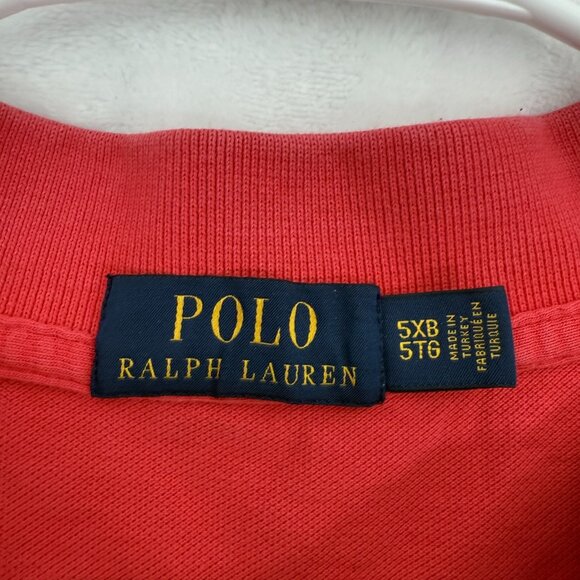 POLO
RALPH LAUREN
5XB
5TG
MADE IN
TURKEY
FABRIQUÉ EN
TURQUIE